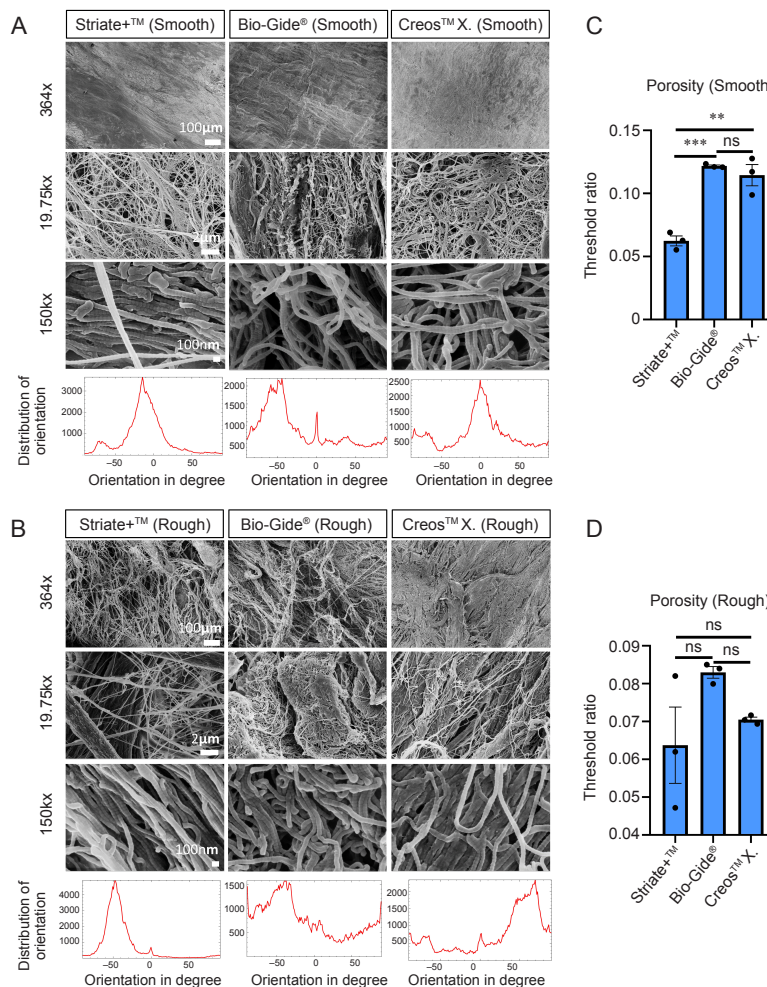 A
Striate+™ (Smooth)
Bio-Gide® (Smooth)
Creos™ X. (Smooth)
364x
100µm
19.75kx
2µm
150kx
100nm
Distribution of orientation
3000
2000
1000
−50
0
50
Orientation in degree
2000
1500
1000
500
−50
0
50
Orientation in degree
2500
2000
1500
1000
500
−50
0
50
Orientation in degree
B
Striate+™ (Rough)
Bio-Gide® (Rough)
Creos™ X. (Rough)
364x
100µm
19.75kx
2µm
150kx
100nm
Distribution of
orientation
4000
3000
2000
1000
−50
0
50
Orientation in degree
1500
1000
500
−50
0
50
Orientation in degree
2000
1500
1000
500
−50
0
50
Orientation in degree
C
Porosity (Smooth
**
***
ns
Threshold ratio
0.15
0.10
0.05
0
Striate+™
Bio-Gide®
Creos™ X.
D
Porosity (Rough)
ns
ns
ns
Threshold ratio
0.09
0.08
0.07
0.06
0.05
0.04
Striate+™
Bio-Gide®
Creos™ X.